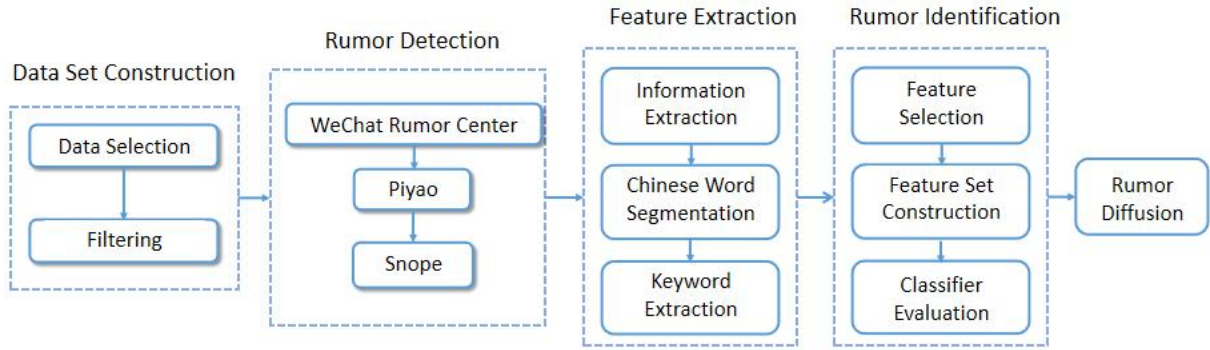 Data Set Construction
Data Selection
Filtering
Rumor Detection
WeChat Rumor Center
Piyao
Snope
Feature Extraction
Information
Extraction
Chinese Word
Segmentation
Keyword
Extraction
Rumor Identification
Feature
Selection
Feature Set
Construction
Classifier
Evaluation
Rumor
Diffusion